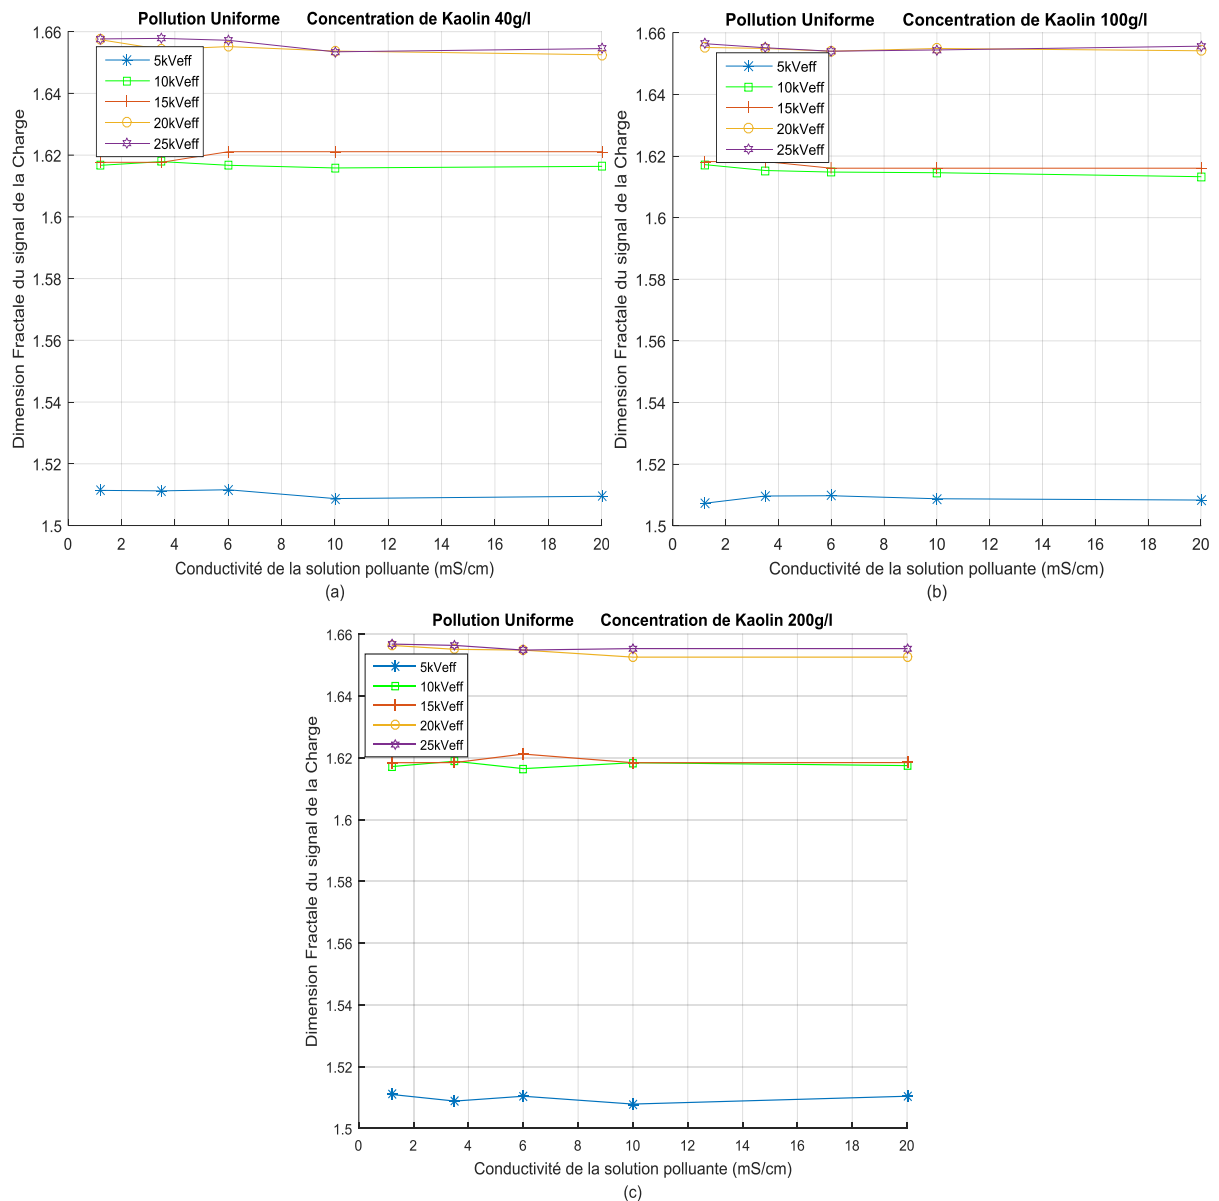 Pollution Uniforme Concentration de Kaolin 40g/l
Dimension Fractale du signal de la Charge
1.66
1.64
1.62
1.6
1.58
1.56
1.54
1.52
1.5
5kVeff
10kVeff
15kVeff
20kVeff
25kVeff
0 2 4 6 8 10 12 14 16 18 20
Conductivité de la solution polluante (mS/cm)
(a)
Pollution Uniforme Concentration de Kaolin 100g/l
Dimension Fractale du signal de la Charge
1.66
1.64
1.62
1.6
1.58
1.56
1.54
1.52
1.5
5kVeff
10kVeff
15kVeff
20kVeff
25kVeff
0 2 4 6 8 10 12 14 16 18 20
Conductivité de la solution polluante (mS/cm)
(b)
Pollution Uniforme Concentration de Kaolin 200g/l
Dimension Fractale du signal de la Charge
1.66
1.64
1.62
1.6
1.58
1.56
1.54
1.52
1.5
5kVeff
10kVeff
15kVeff
20kVeff
25kVeff
0 2 4 6 8 10 12 14 16 18 20
Conductivité de la solution polluante (mS/cm)
(c)